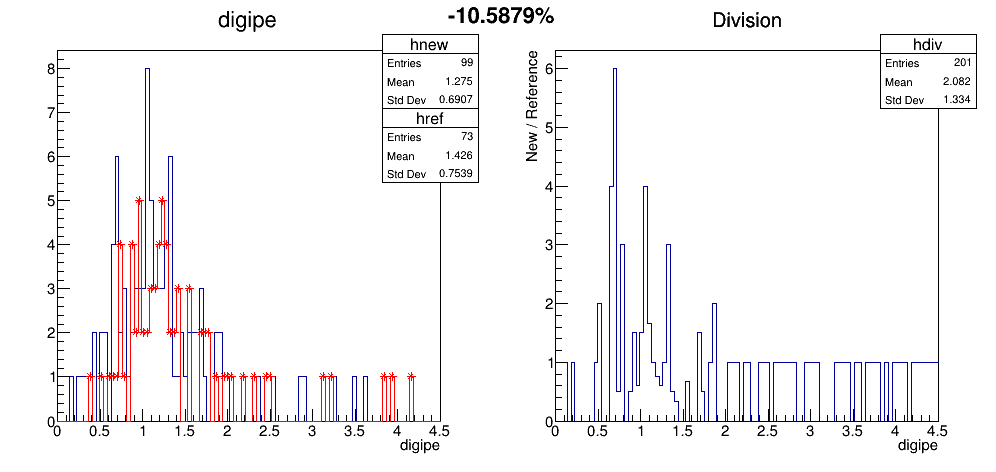 -10.5879%
digipe
hnew
Entries 99
Mean 1.275
Std Dev 0.6907
href
Entries 73
Mean 1.426
Std Dev 0.7539
8
7
6
5
4
3
2
1
0
0 0.5 1 1.5 2 2.5 3 3.5 4 4.5
digipe
Division
hdiv
Entries 201
Mean 2.082
Std Dev 1.334
New / Reference
6
5
4
3
2
1
0
0 0.5 1 1.5 2 2.5 3 3.5 4 4.5
digipe